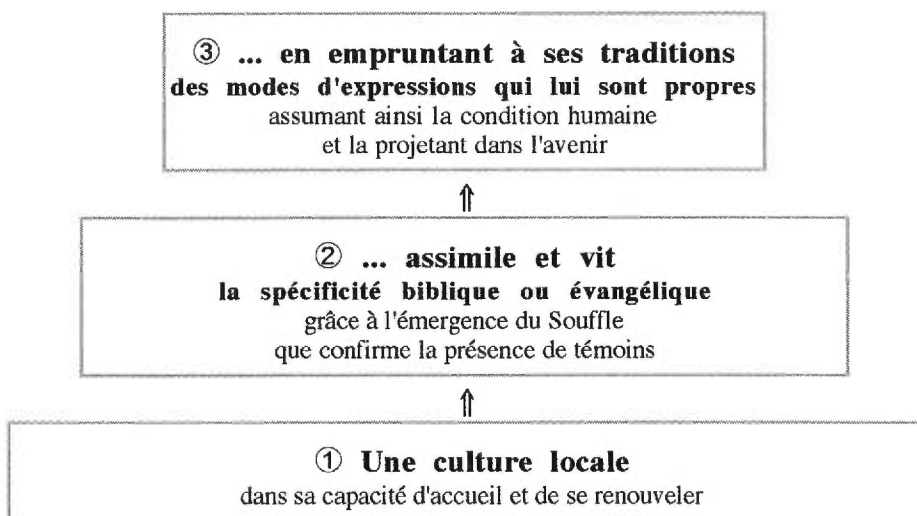 ③ ... en empruntant à ses traditions
des modes d'expressions qui lui sont propres
assumant ainsi la condition humaine
et la projetant dans l'avenir
⇑
② ... assimile et vit
la spécificité biblique ou évangélique
grâce à l'émergence du Souffle
que confirme la présence de témoins
⇑
① Une culture locale
dans sa capacité d'accueil et de se renouveler